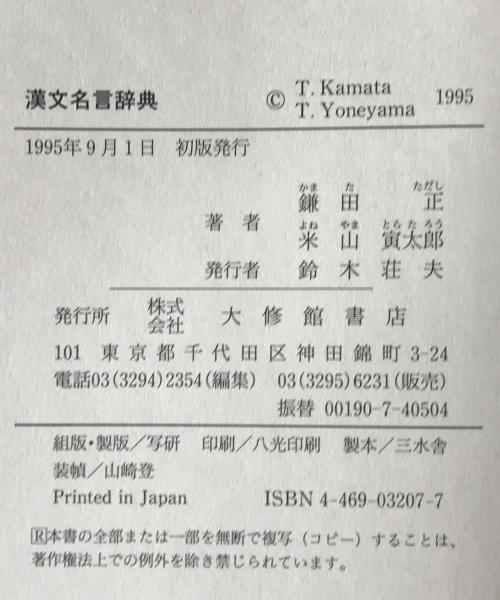 漢文名言辞典
© T. Kamata
T. Yoneyama
1995
1995年9月1日 初版発行
かま た ただし
著者 鎌田 正
よね やま とら た ろう
米山 寅太郎
発行者 鈴木 荘夫
発行所 株式会社 大修館書店
101 東京都千代田区神田錦町 3-24
電話03(3294)2354(編集) 03(3295)6231(販売)
振替 00190-7-40504
組版・製版/写研 印刷/八光印刷 製本/三水舎
装幀/山崎登
Printed in Japan ISBN 4-469-03207-7
Ⓡ本書の全部または一部を無断で複写(コピー)することは、
著作権法上での例外を除き禁じられています。